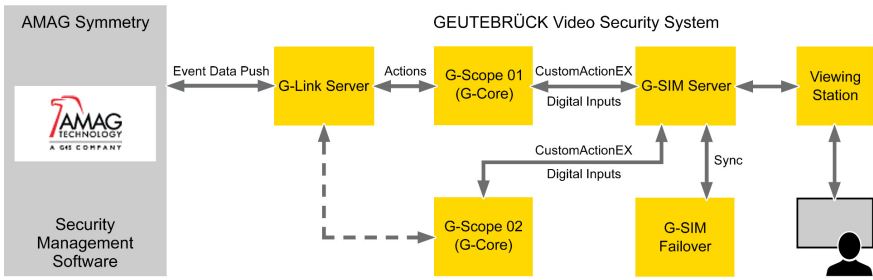 AMAG Symmetry
AMAG
TECHNOLOGY
A G4S COMPANY
Security
Management
Software
GEUTEBRÜCK Video Security System
Event Data Push
G-Link Server
Actions
G-Scope 01
(G-Core)
CustomActionEX
Digital Inputs
G-SIM Server
Viewing
Station
CustomActionEX
Digital Inputs
Sync
G-Scope 02
(G-Core)
G-SIM
Failover